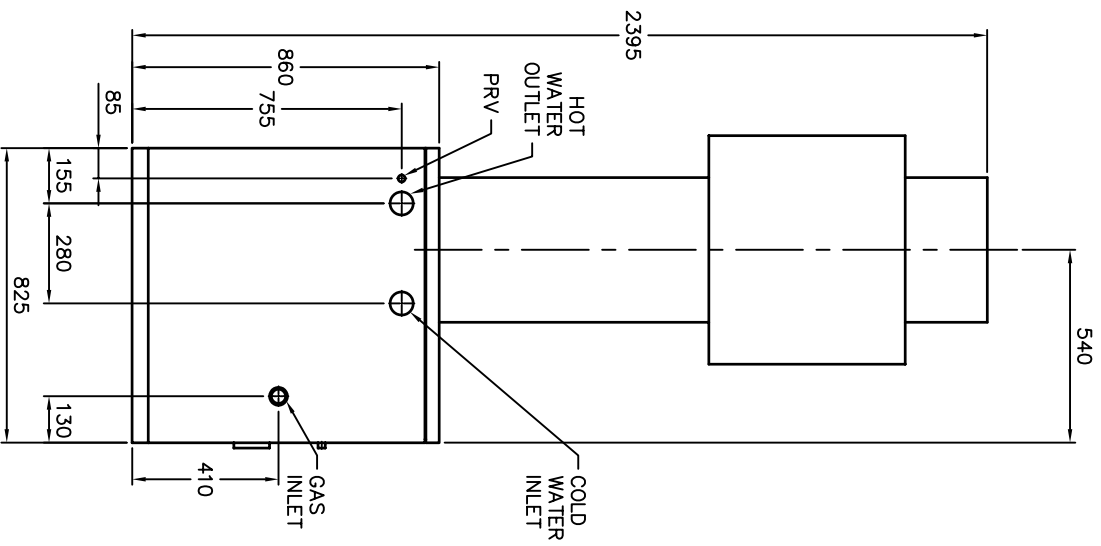 2395
860
755
85
HOT
WATER
OUTLET
PRV
155
280
825
130
540
410
GAS
INLET
COLD
WATER
INLET